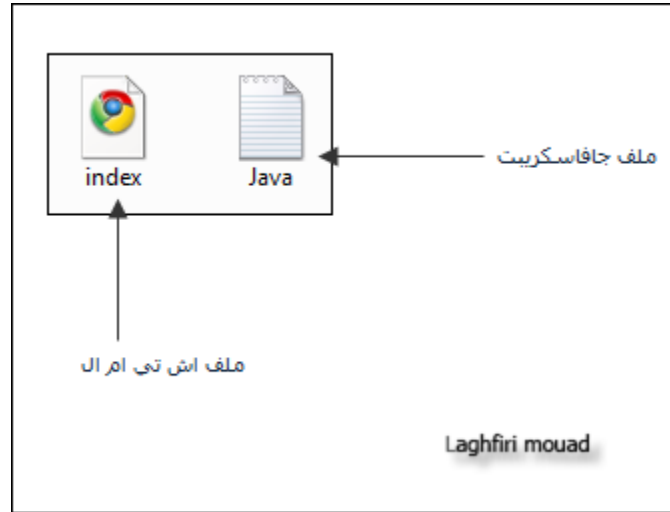 index
Java
ملف جافاسكريبت
ملف اش تي ام ال
Laghfiri mouad